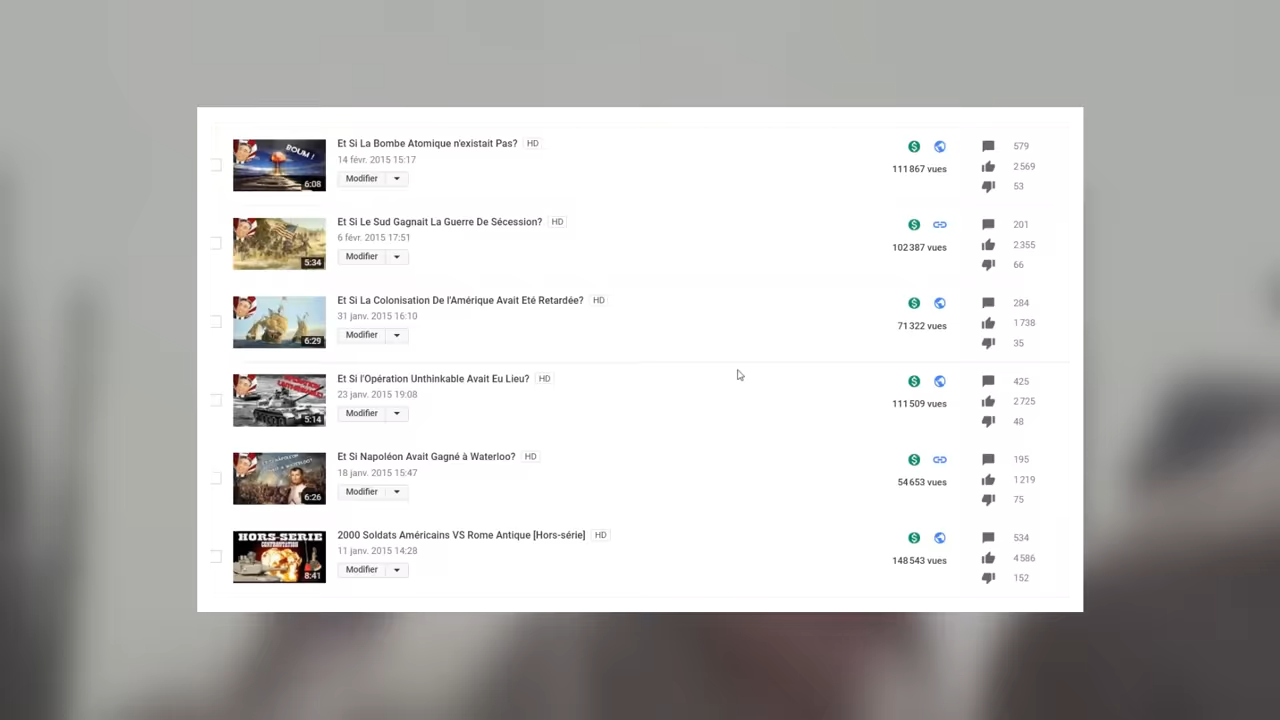 Et Si La Bombe Atomique n'existait Pas? HD
14 févr. 2015 15:17
Modifier
BOUM !
6:08
111 867 vues
579
2 569
53
Et Si Le Sud Gagnait La Guerre De Sécession? HD
6 févr. 2015 17:51
Modifier
5:34
102 387 vues
201
2 355
66
Et Si La Colonisation De l'Amérique Avait Eté Retardée? HD
31 janv. 2015 16:10
Modifier
6:29
71 322 vues
284
1 738
35
Et Si l'Opération Unthinkable Avait Eu Lieu? HD
23 janv. 2015 19:08
Modifier
5:14
111 509 vues
425
2 725
48
Et Si Napoléon Avait Gagné à Waterloo? HD
18 janv. 2015 15:47
Modifier
6:26
54 653 vues
195
1 219
75
2000 Soldats Américains VS Rome Antique [Hors-série] HD
11 janv. 2015 14:28
Modifier
HORS-SERIE
CONFRONTATION
8:41
148 543 vues
534
4 586
152